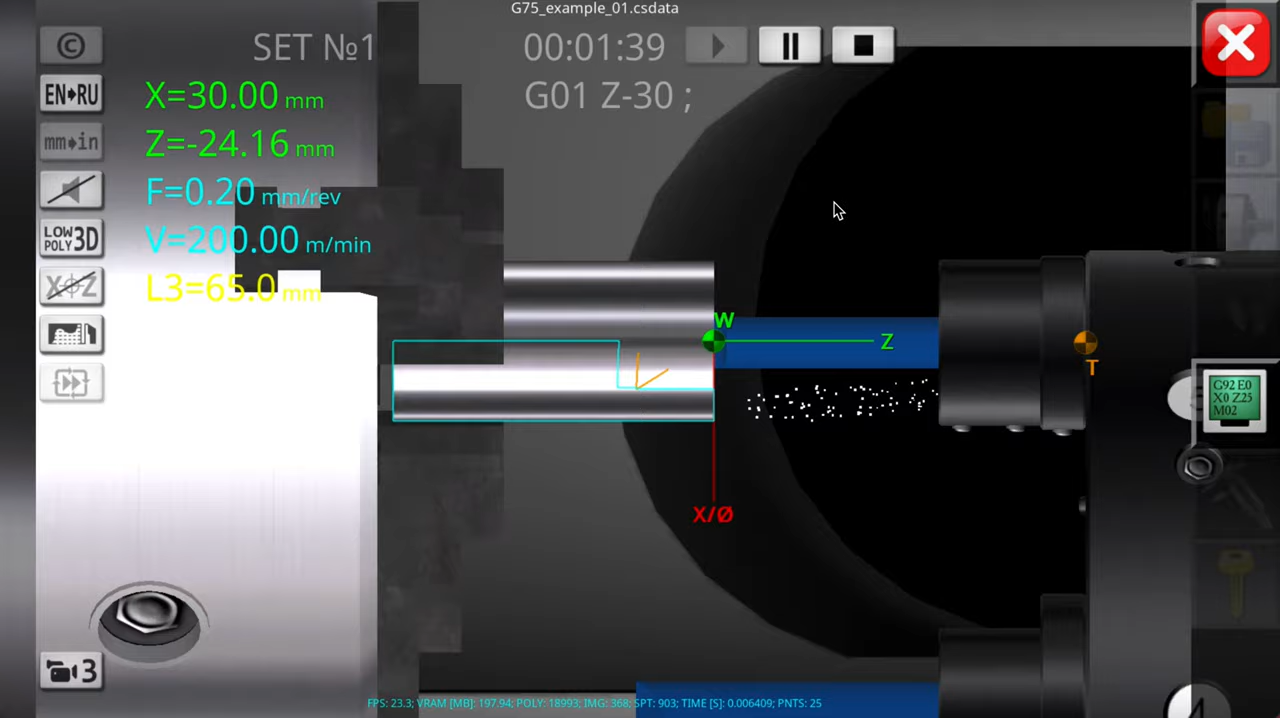 G75_example_01.csdata
©
SET №1
00:01:39
EN→RU
X=30.00 mm
G01 Z-30 ;
mm→in
Z=-24.16 mm
F=0.20 mm/rev
LOW
POLY3D
V=200.00 m/min
X Z
L3=65.0 mm
W
Z
T
G92 E0
X0 Z25
M02
X/Ø
3
FPS: 23.3; VRAM [MB]: 197.94; POLY: 18993; IMG: 368; SPT: 903; TIME [S]: 0.006409; PNTS: 25